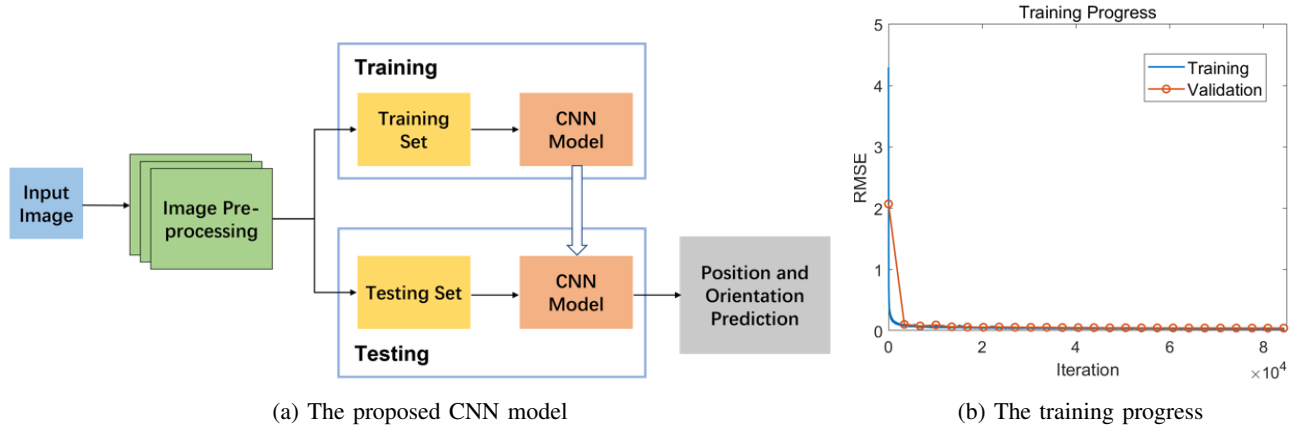 Training
Training
Set
CNN
Model
Input
Image
Image Pre-
processing
Testing Set
CNN
Model
Position and
Orientation
Prediction
Testing
(a) The proposed CNN model
Training Progress
5
4
3
2
1
0
RMSE
Training
Validation
0
2
4
6
8
×10⁴
Iteration
(b) The training progress